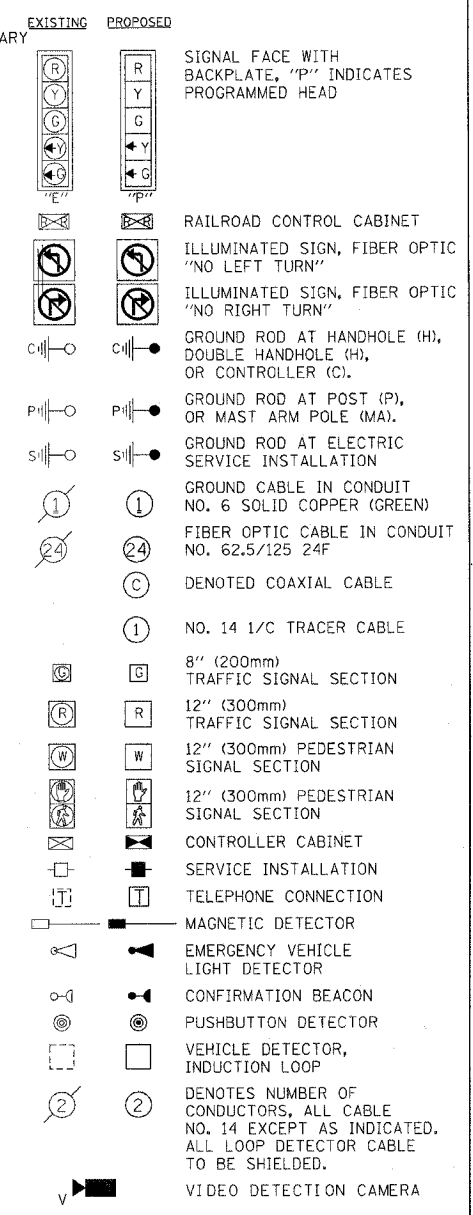 EXISTING PROPOSED
ARY
R R SIGNAL FACE WITH
Y Y BACKPLATE, "P" INDICATES
G G PROGRAMMED HEAD
Y Y
G G
"E" "P"
RAILROAD CONTROL CABINET
ILLUMINATED SIGN, FIBER OPTIC
"NO LEFT TURN"
ILLUMINATED SIGN, FIBER OPTIC
"NO RIGHT TURN"
C C GROUND ROD AT HANDHOLE (H),
DOUBLE HANDHOLE (H),
OR CONTROLLER (C).
P P GROUND ROD AT POST (P),
OR MAST ARM POLE (MA).
S S GROUND ROD AT ELECTRIC
SERVICE INSTALLATION
1 1 GROUND CABLE IN CONDUIT
NO. 6 SOLID COPPER (GREEN)
24 24 FIBER OPTIC CABLE IN CONDUIT
NO. 62.5/125 24F
C DENOTED COAXIAL CABLE
1 NO. 14 1/C TRACER CABLE
G G 8'' (200mm)
TRAFFIC SIGNAL SECTION
R R 12'' (300mm)
TRAFFIC SIGNAL SECTION
W W 12'' (300mm) PEDESTRIAN
SIGNAL SECTION
12'' (300mm) PEDESTRIAN
SIGNAL SECTION
CONTROLLER CABINET
SERVICE INSTALLATION
T T TELEPHONE CONNECTION
MAGNETIC DETECTOR
EMERGENCY VEHICLE
LIGHT DETECTOR
CONFIRMATION BEACON
PUSHBUTTON DETECTOR
VEHICLE DETECTOR,
INDUCTION LOOP
2 2 DENOTES NUMBER OF
CONDUCTORS, ALL CABLE
NO. 14 EXCEPT AS INDICATED.
ALL LOOP DETECTOR CABLE
TO BE SHIELDED.
V VIDEO DETECTION CAMERA